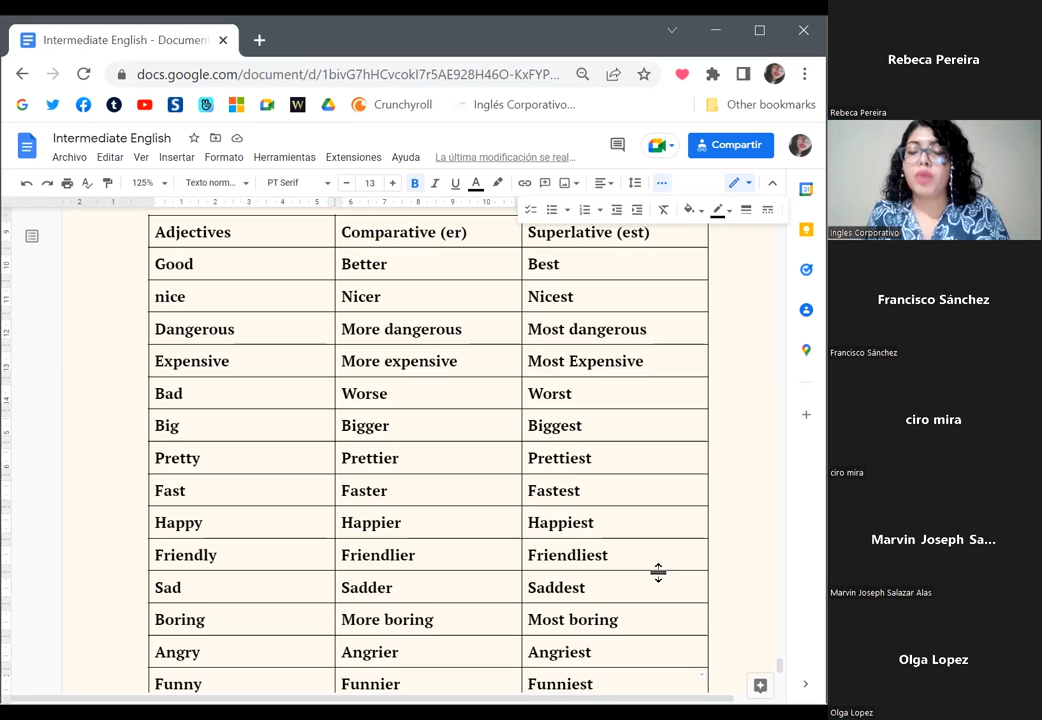 Intermediate English - Document
docs.google.com/document/d/1bivG7hHCvcokI7r5AE928H46O-KxFYP...
Crunchyroll
Inglés Corporativo...
Other bookmarks
Intermediate English
Archivo Editar Ver Insertar Formato Herramientas Extensiones Ayuda La última modificación se real...
Compartir
125% Texto norm... PT Serif 13
Adjectives Comparative (er) Superlative (est)
Good Better Best
nice Nicer Nicest
Dangerous More dangerous Most dangerous
Expensive More expensive Most Expensive
Bad Worse Worst
Big Bigger Biggest
Pretty Prettier Prettiest
Fast Faster Fastest
Happy Happier Happiest
Friendly Friendlier Friendliest
Sad Sadder Saddest
Boring More boring Most boring
Angry Angrier Angriest
Funny Funnier Funniest
Rebeca Pereira
Rebeca Pereira
Ingles Corporativo
Francisco Sánchez
Francisco Sánchez
ciro mira
ciro mira
Marvin Joseph Sa...
Marvin Joseph Salazar Alas
Olga Lopez
Olga Lopez